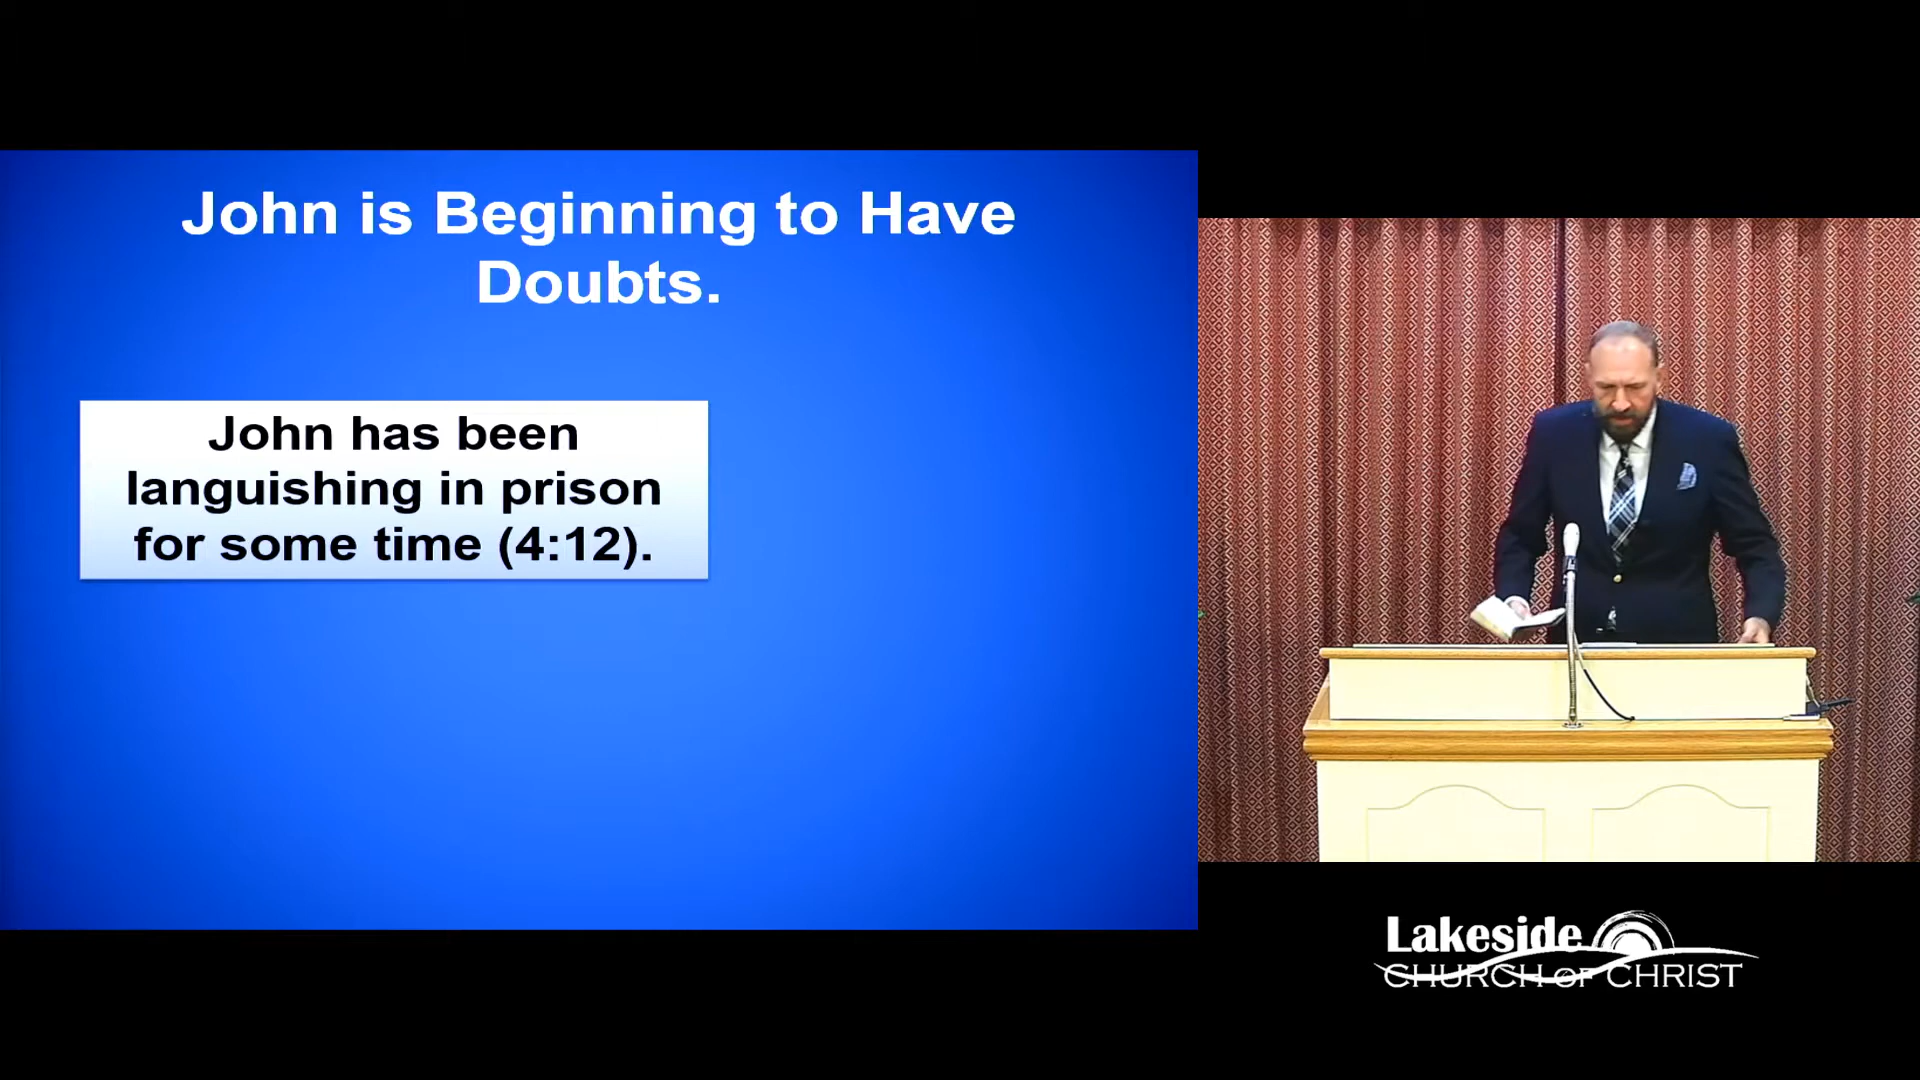 John is Beginning to Have
Doubts.
John has been
languishing in prison
for some time (4:12).
Lakeside
CHURCH OF CHRIST